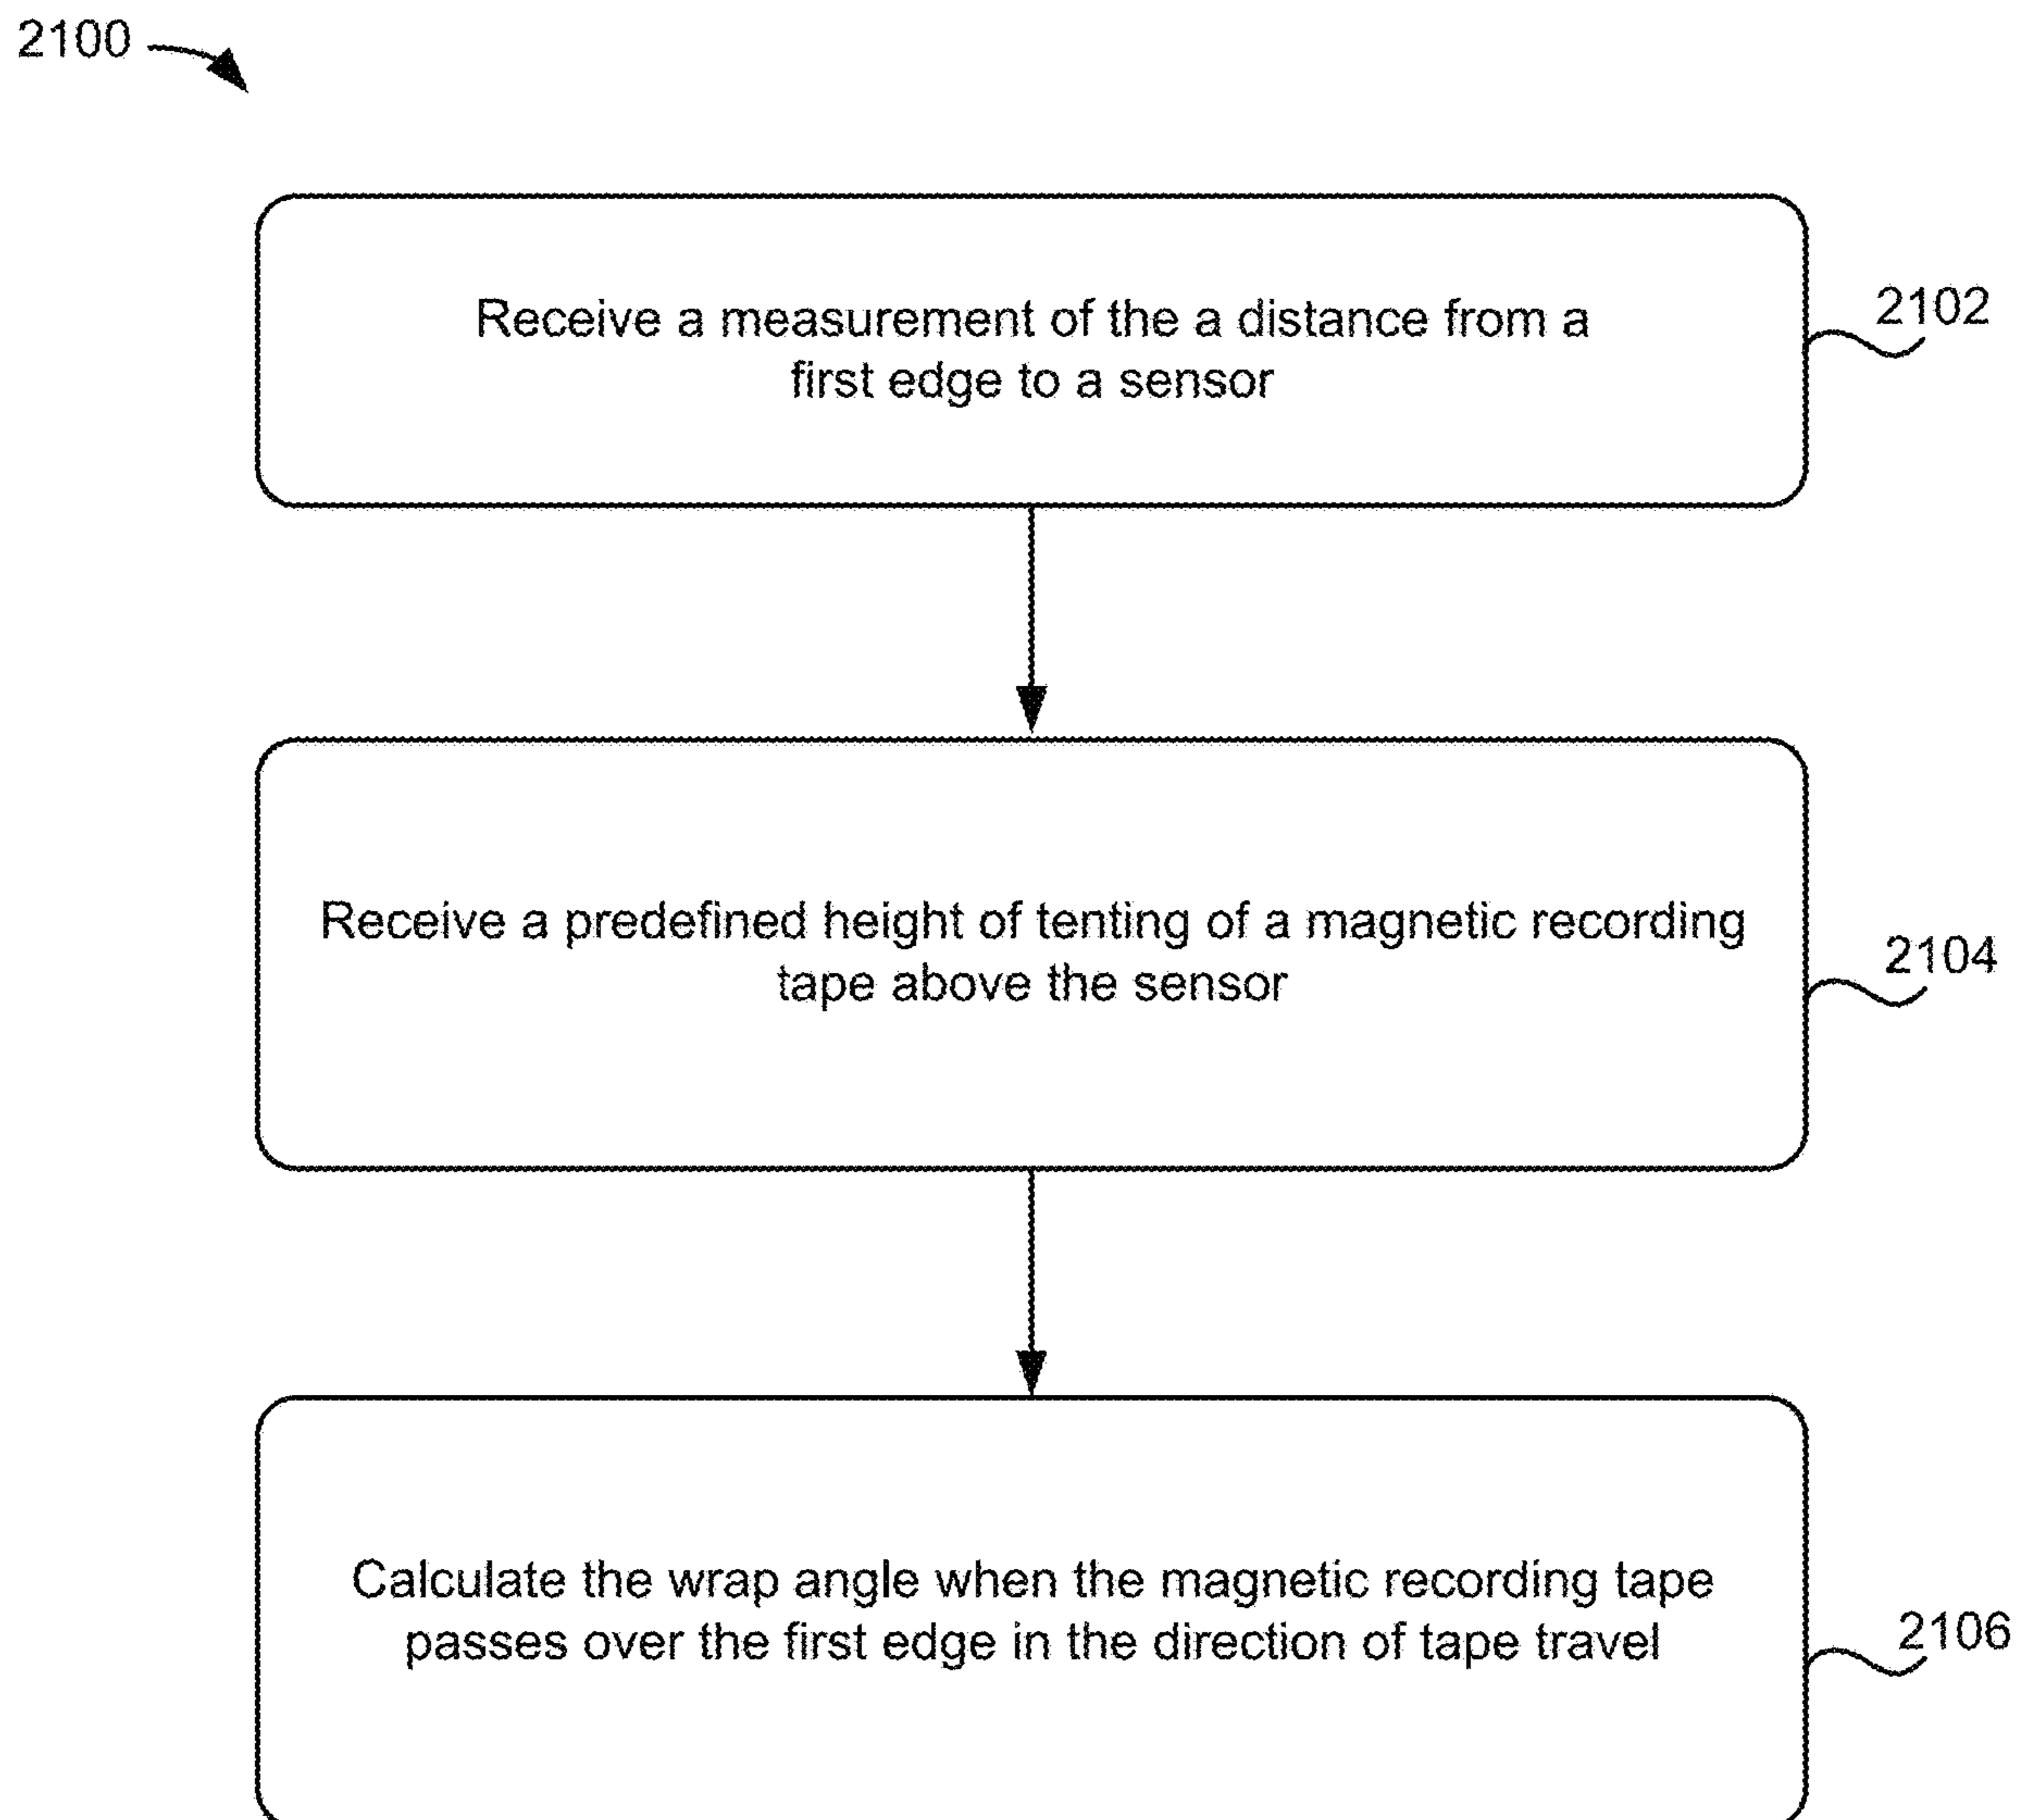 2100
Receive a measurement of the a distance from a
first edge to a sensor
2102
Receive a predefined height of tenting of a magnetic recording
tape above the sensor
2104
Calculate the wrap angle when the magnetic recording tape
passes over the first edge in the direction of tape travel
2106